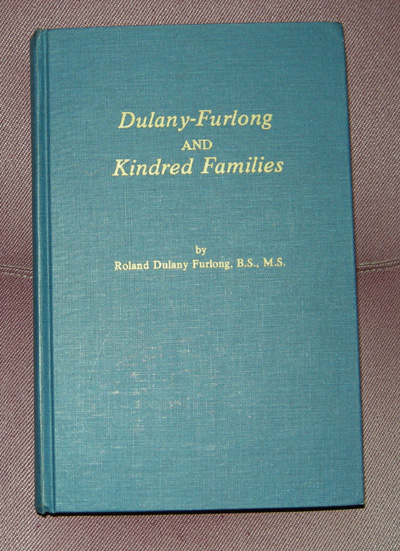 Dulany-Furlong
AND
Kindred Families
by
Roland Dulany Furlong, B.S., M.S.